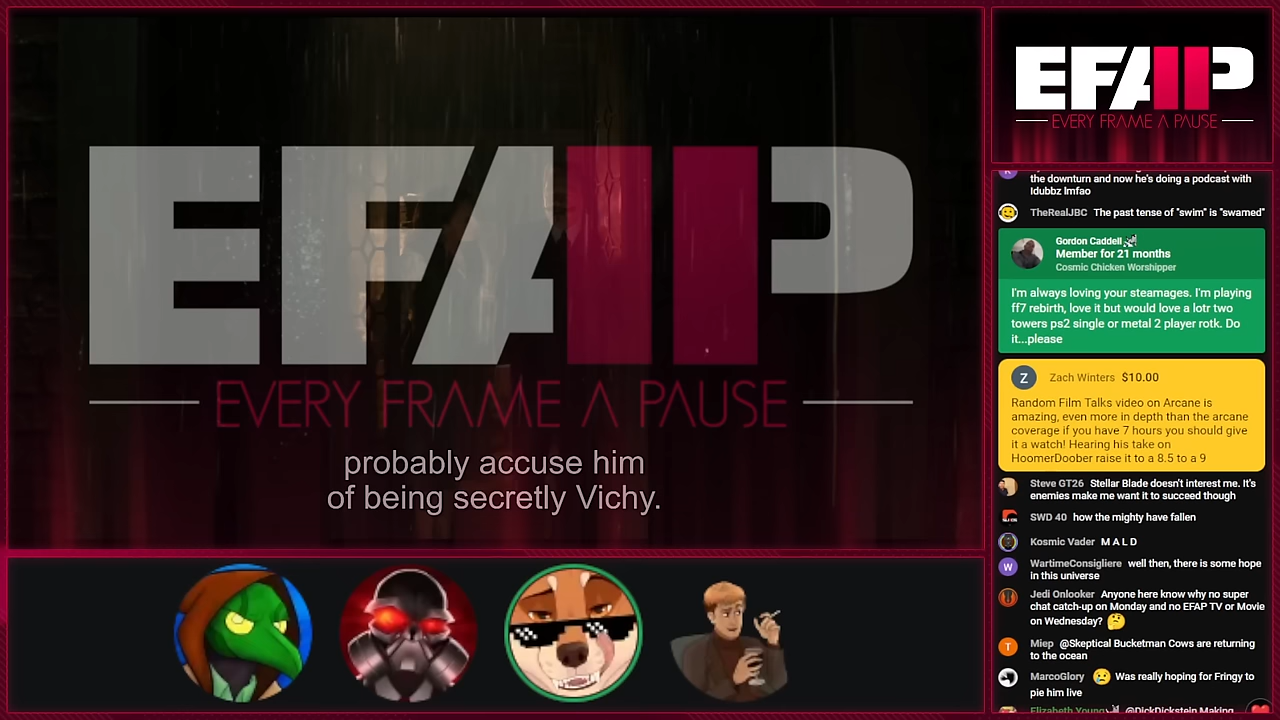 EFAP
EVERY FRAME A PAUSE
probably accuse him
of being secretly Vichy.
EFAP
EVERY FRAME A PAUSE
the downturn and now he's doing a podcast with
Idubbz lmfao
TheRealJBC The past tense of "swim" is "swamed"
Gordon Caddell
Member for 21 months
Cosmic Chicken Worshipper
I'm always loving your steamages. I'm playing
ff7 rebirth, love it but would love a lotr two
towers ps2 single or metal 2 player rotk. Do
it...please
Z Zach Winters $10.00
Random Film Talks video on Arcane is
amazing, even more in depth than the arcane
coverage if you have 7 hours you should give
it a watch! Hearing his take on
HoomerDoober raise it to a 8.5 to a 9
Steve GT26 Stellar Blade doesn't interest me. It's
enemies make me want it to succeed though
SWD 40 how the mighty have fallen
Kosmic Vader M A L D
W WartimeConsigliere well then, there is some hope
in this universe
Jedi Onlooker Anyone here know why no super
chat catch-up on Monday and no EFAP TV or Movie
on Wednesday? 🤔
T Miep @Skeptical Bucketman Cows are returning
to the ocean
MarcoGlory 😢 Was really hoping for Fringy to
pie him live
Elizabeth Young @DickDickstein Making